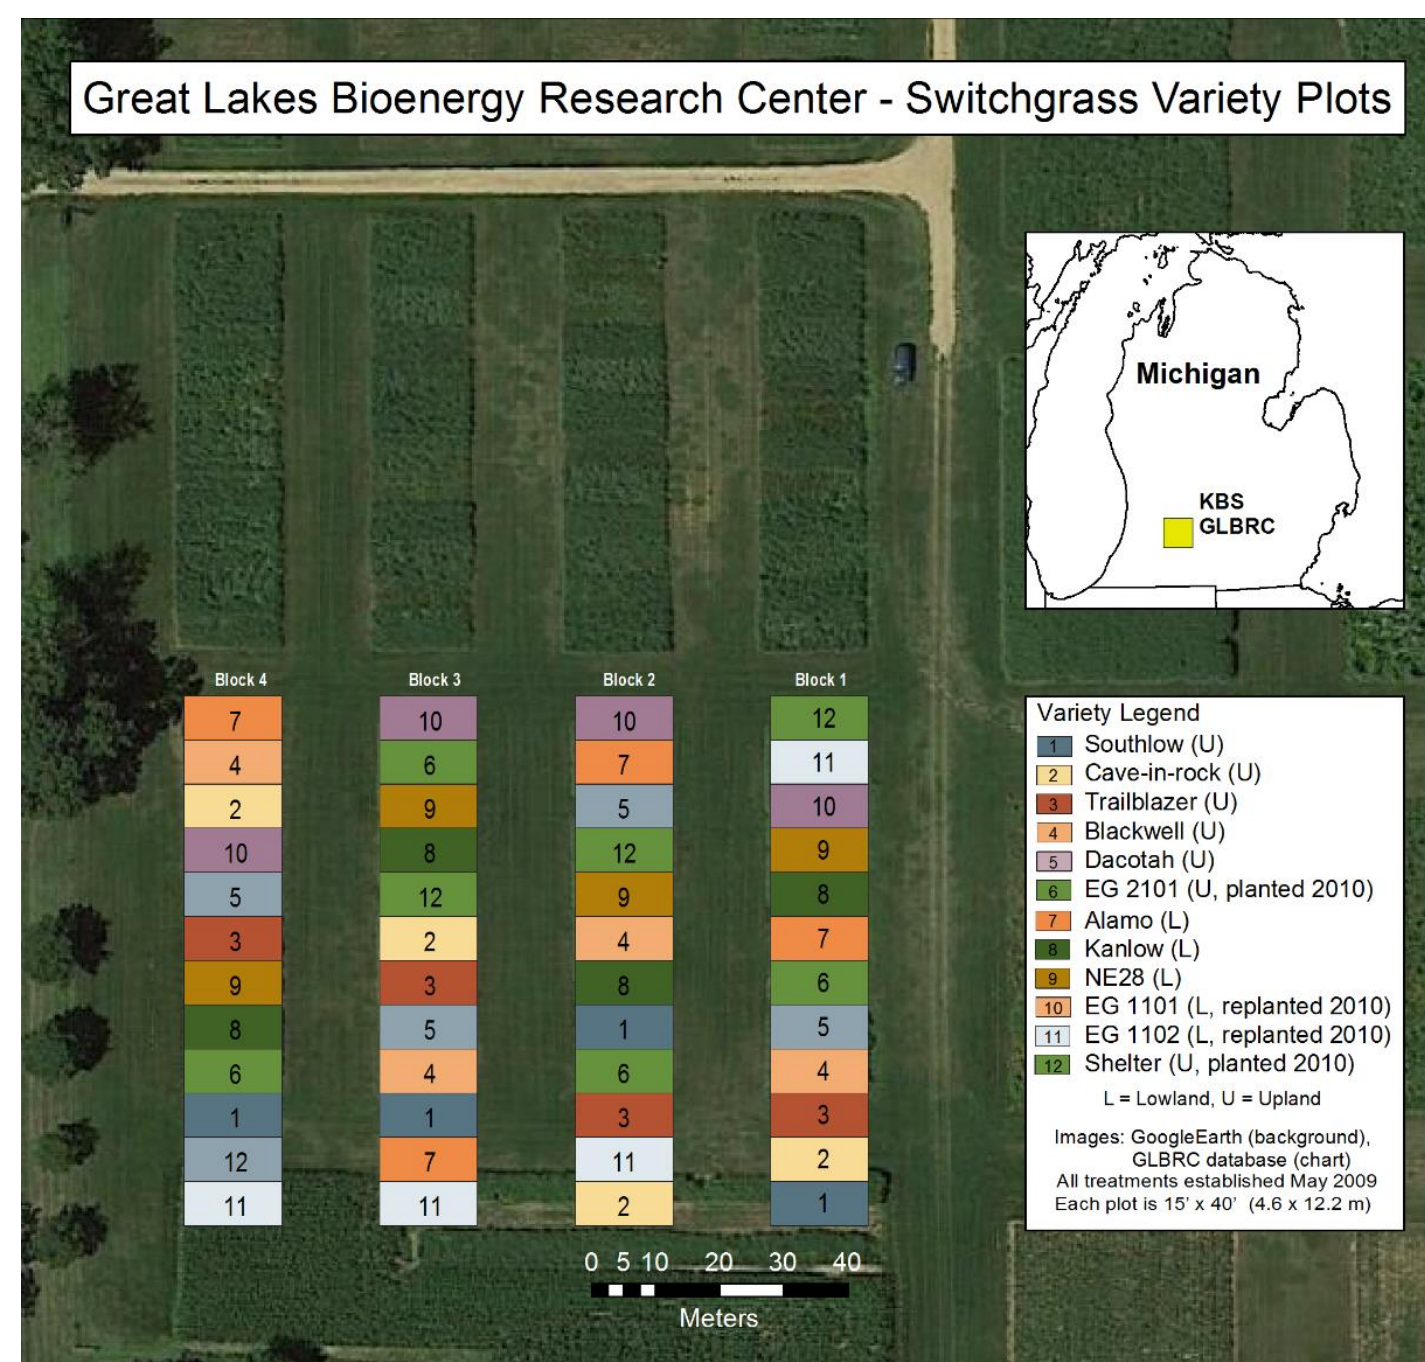 Great Lakes Bioenergy Research Center - Switchgrass Variety Plots
Michigan
KBS
GLBRC
Block 4 Block 3 Block 2 Block 1
7 10 10 12
4 6 7 11
2 9 5 10
10 8 12 9
5 12 9 8
3 2 4 7
9 3 8 6
8 5 1 5
6 4 6 4
1 1 3 3
12 7 11 2
11 11 2 1
0 5 10 20 30 40
Meters
Variety Legend
1 Southlow (U)
2 Cave-in-rock (U)
3 Trailblazer (U)
4 Blackwell (U)
5 Dacotah (U)
6 EG 2101 (U, planted 2010)
7 Alamo (L)
8 Kanlow (L)
9 NE28 (L)
10 EG 1101 (L, replanted 2010)
11 EG 1102 (L, replanted 2010)
12 Shelter (U, planted 2010)
L = Lowland, U = Upland
Images: GoogleEarth (background),
GLBRC database (chart)
All treatments established May 2009
Each plot is 15' x 40' (4.6 x 12.2 m)